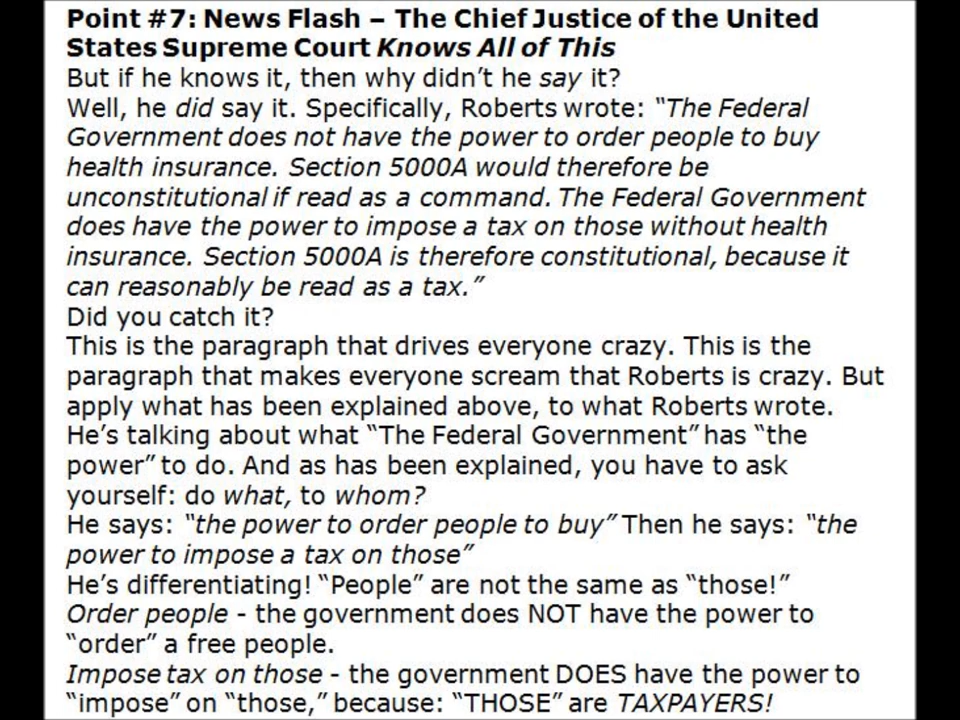 Point #7: News Flash – The Chief Justice of the United
States Supreme Court Knows All of This
But if he knows it, then why didn’t he say it?
Well, he did say it. Specifically, Roberts wrote: “The Federal
Government does not have the power to order people to buy
health insurance. Section 5000A would therefore be
unconstitutional if read as a command. The Federal Government
does have the power to impose a tax on those without health
insurance. Section 5000A is therefore constitutional, because it
can reasonably be read as a tax.”
Did you catch it?
This is the paragraph that drives everyone crazy. This is the
paragraph that makes everyone scream that Roberts is crazy. But
apply what has been explained above, to what Roberts wrote.
He’s talking about what “The Federal Government” has “the
power” to do. And as has been explained, you have to ask
yourself: do what, to whom?
He says: “the power to order people to buy” Then he says: “the
power to impose a tax on those”
He’s differentiating! “People” are not the same as “those!”
Order people - the government does NOT have the power to
“order” a free people.
Impose tax on those - the government DOES have the power to
“impose” on “those,” because: “THOSE” are TAXPAYERS!